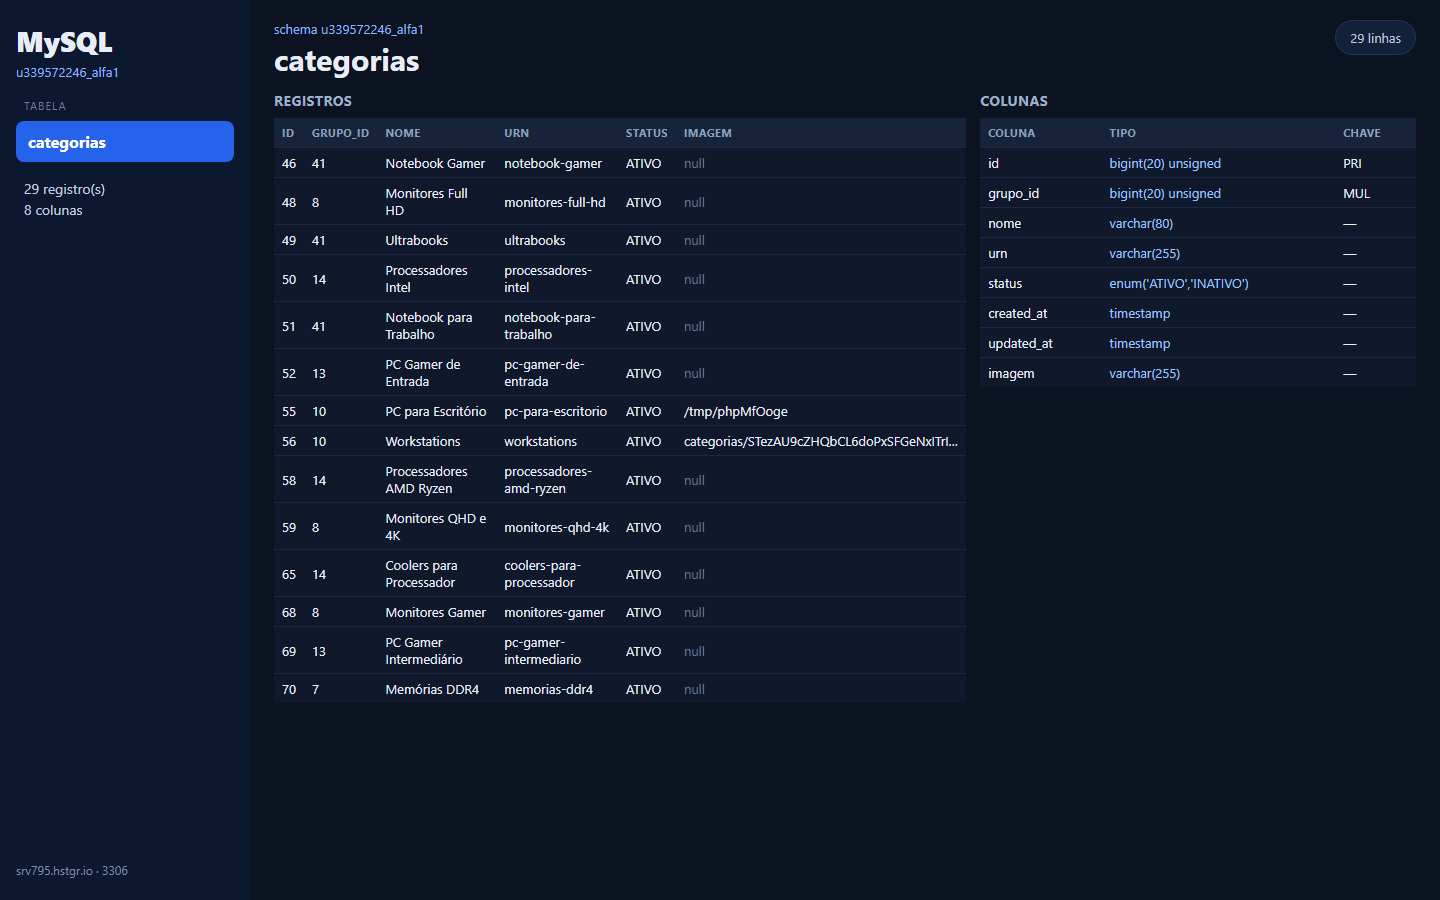 MySQL
u339572246_alfa1
TABELA
categorias
29 registro(s)
8 colunas
srv795.hstgr.io · 3306
schema u339572246_alfa1
categorias
29 linhas
REGISTROS
ID GRUPO_ID NOME URN STATUS IMAGEM
46 41 Notebook Gamer notebook-gamer ATIVO null
48 8 Monitores Full HD monitores-full-hd ATIVO null
49 41 Ultrabooks ultrabooks ATIVO null
50 14 Processadores Intel processadores-intel ATIVO null
51 41 Notebook para Trabalho notebook-para-trabalho ATIVO null
52 13 PC Gamer de Entrada pc-gamer-de-entrada ATIVO null
55 10 PC para Escritório pc-para-escritorio ATIVO /tmp/phpMfOoge
56 10 Workstations workstations ATIVO categorias/STezAU9cZHQbCL6doPxSFGeNxITrI...
58 14 Processadores AMD Ryzen processadores-amd-ryzen ATIVO null
59 8 Monitores QHD e 4K monitores-qhd-4k ATIVO null
65 14 Coolers para Processador coolers-para-processador ATIVO null
68 8 Monitores Gamer monitores-gamer ATIVO null
69 13 PC Gamer Intermediário pc-gamer-intermediario ATIVO null
70 7 Memórias DDR4 memorias-ddr4 ATIVO null
COLUNAS
COLUNA TIPO CHAVE
id bigint(20) unsigned PRI
grupo_id bigint(20) unsigned MUL
nome varchar(80) —
urn varchar(255) —
status enum('ATIVO','INATIVO') —
created_at timestamp —
updated_at timestamp —
imagem varchar(255) —